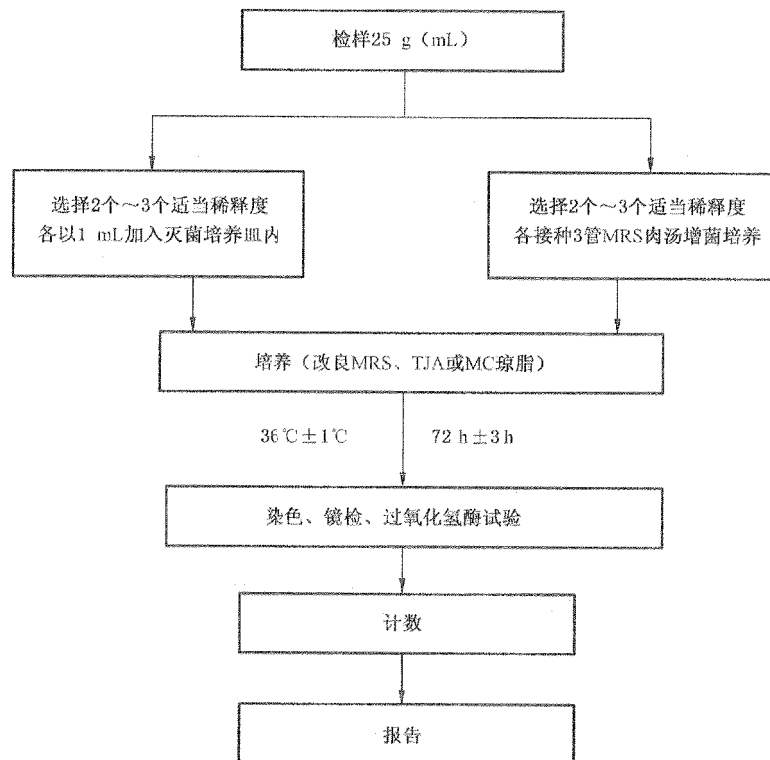 检样25 g（mL）
选择2个～3个适当稀释度
各以1 mL加入灭菌培养皿内
选择2个～3个适当稀释度
各接种3管MRS肉汤增菌培养
培养（改良MRS、TJA或MC琼脂）
36℃±1℃ 72 h±3 h
染色、镜检、过氧化氢酶试验
计数
报告